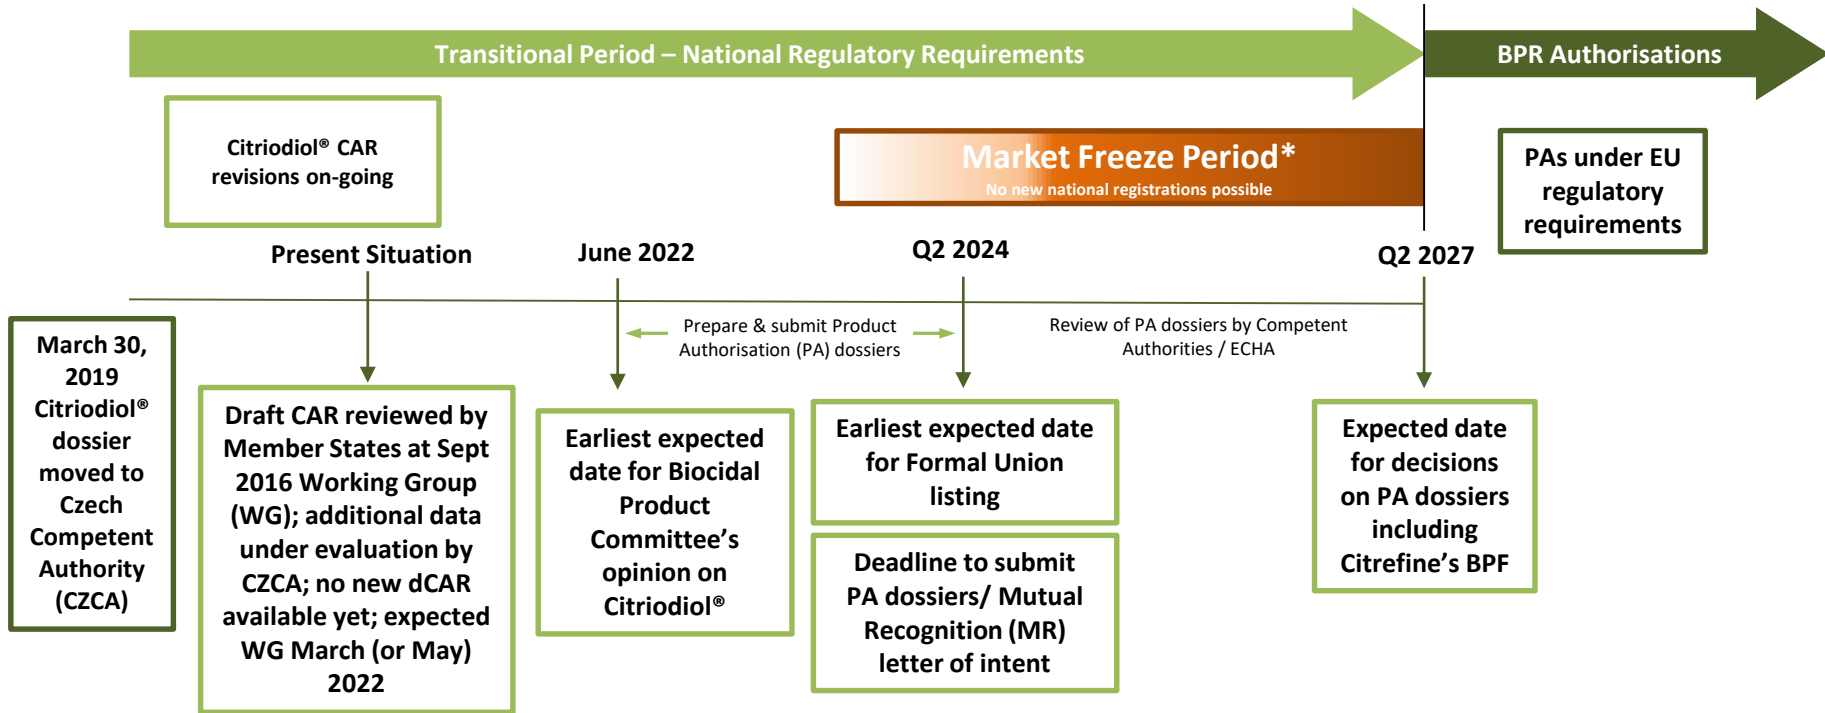 Transitional Period – National Regulatory Requirements
BPR Authorisations
Citriodiol® CAR
revisions on-going
Market Freeze Period*
No new national registrations possible
PAs under EU
regulatory
requirements
Present Situation
June 2022
Q2 2024
Q2 2027
March 30,
2019
Citriodiol®
dossier
moved to
Czech
Competent
Authority
(CZCA)
Prepare & submit Product
Authorisation (PA) dossiers
Review of PA dossiers by Competent
Authorities / ECHA
Draft CAR reviewed by
Member States at Sept
2016 Working Group
(WG); additional data
under evaluation by
CZCA; no new dCAR
available yet; expected
WG March (or May)
2022
Earliest expected
date for Biocidal
Product
Committee’s
opinion on
Citriodiol®
Earliest expected date
for Formal Union
listing
Deadline to submit
PA dossiers/ Mutual
Recognition (MR)
letter of intent
Expected date
for decisions
on PA dossiers
including
Citrefine’s BPF